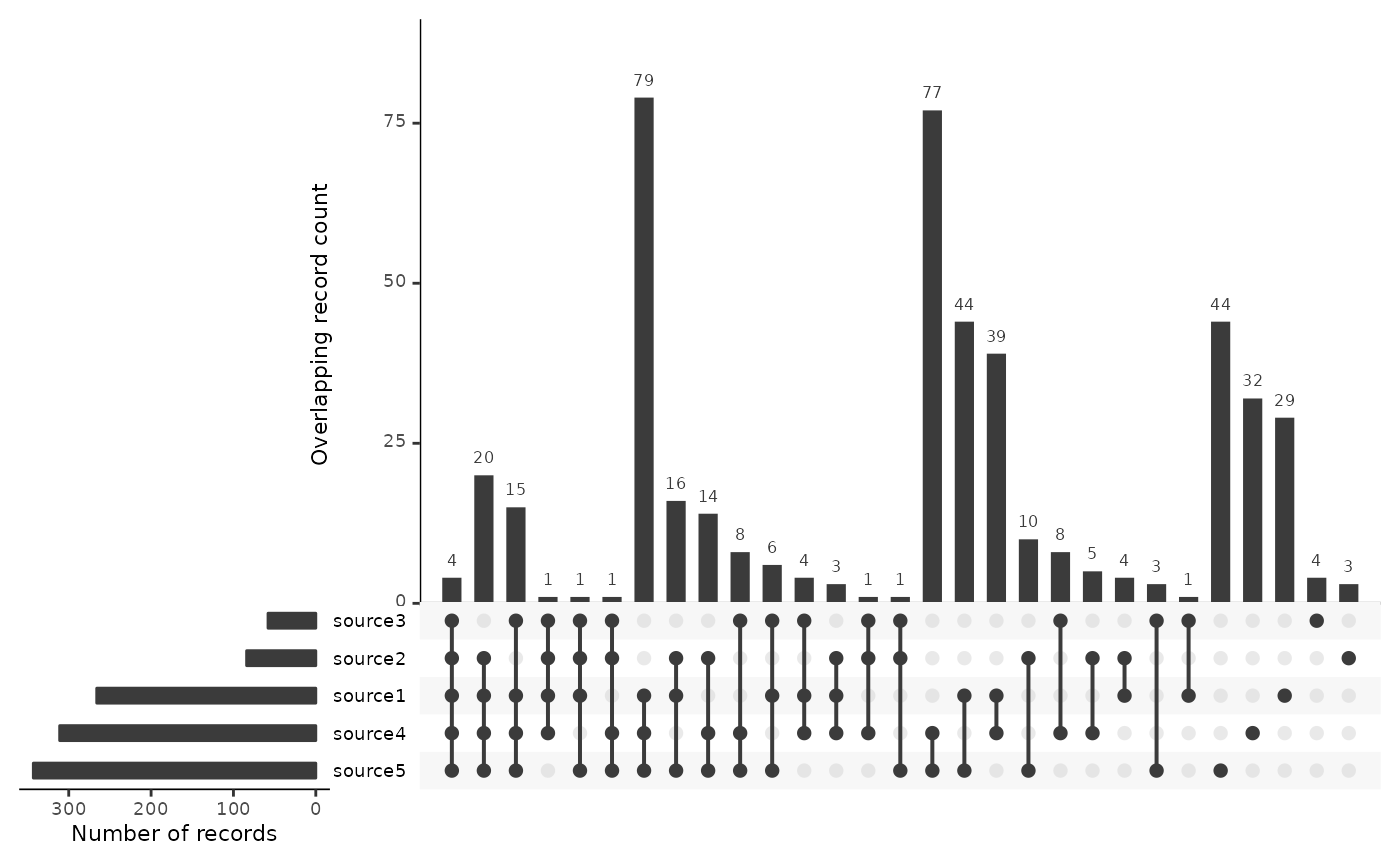 79
77
75
Overlapping record count
50
44 44
39
32
29
25
20
15 16 14
10
8 6 8
4 1 1 1 4 3 1 1 5 4 3 1 4 3
0
source3
source2
source1
source4
source5
300 200 100 0
Number of records